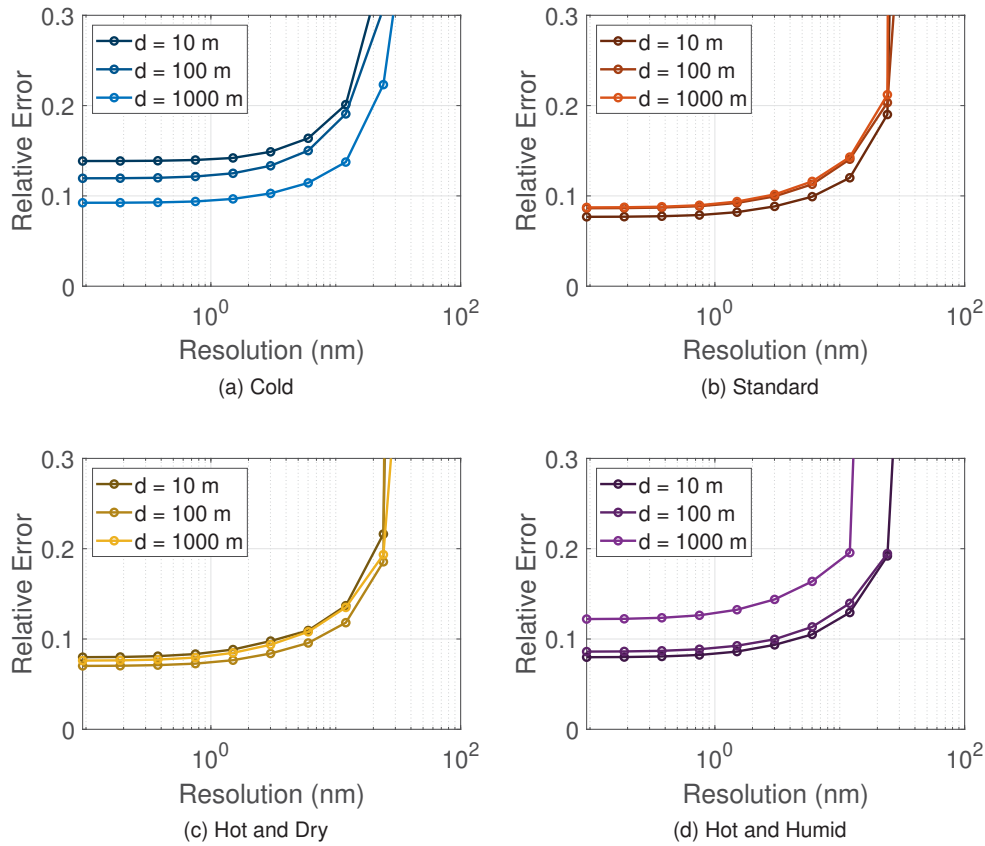 0.3
0.2
0.1
0
Relative Error
d = 10 m
d = 100 m
d = 1000 m
10^0
10^2
Resolution (nm)
(a) Cold
0.3
0.2
0.1
0
Relative Error
d = 10 m
d = 100 m
d = 1000 m
10^0
10^2
Resolution (nm)
(b) Standard
0.3
0.2
0.1
0
Relative Error
d = 10 m
d = 100 m
d = 1000 m
10^0
10^2
Resolution (nm)
(c) Hot and Dry
0.3
0.2
0.1
0
Relative Error
d = 10 m
d = 100 m
d = 1000 m
10^0
10^2
Resolution (nm)
(d) Hot and Humid